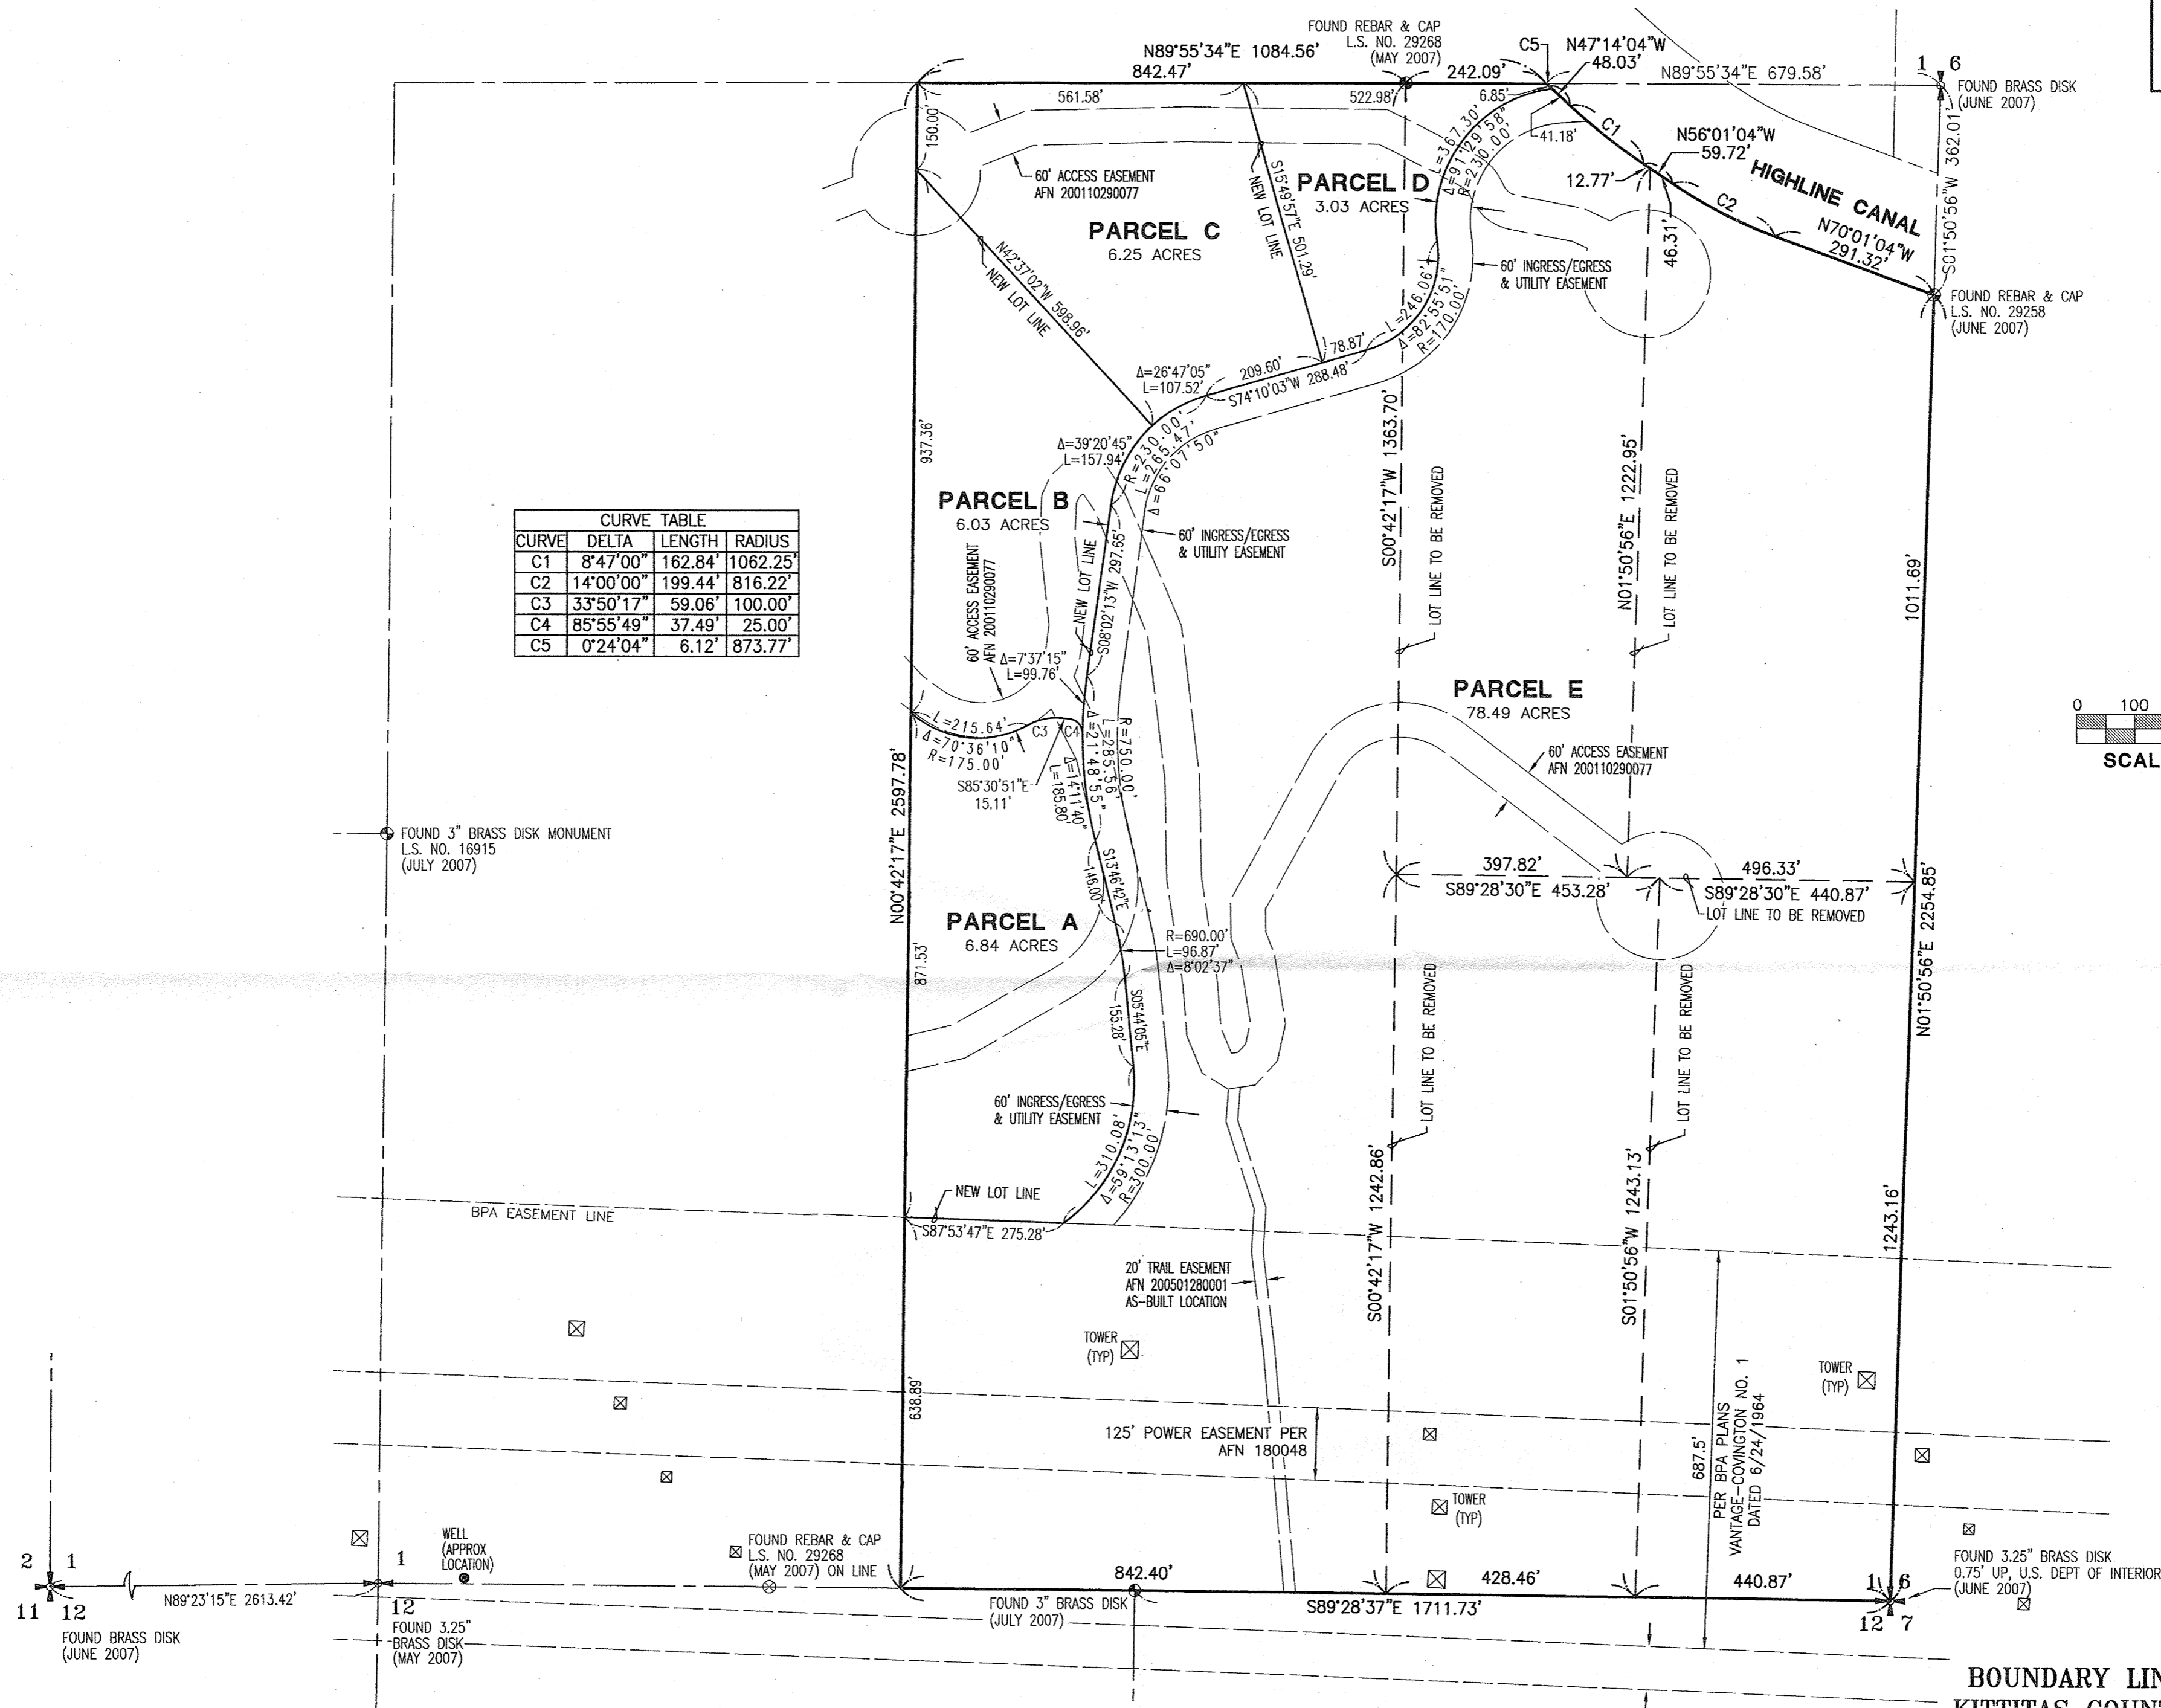 FOUND REBAR & CAP
L.S. NO. 29268
(MAY 2007)
N89°55'34"E 1084.56'
842.47'
242.09'
C5
N47°14'04"W
48.03'
N89°55'34"E 679.58'
1 6
FOUND BRASS DISK
(JUNE 2007)
561.58'
522.98'
6.85'
41.18'
C1
N56°01'04"W
59.72'
12.77'
HIGHLINE CANAL
C2
46.31'
N70°01'04"W
291.32'
S01°50'56"W 362.01'
FOUND REBAR & CAP
L.S. NO. 29258
(JUNE 2007)
150.00'
60' ACCESS EASEMENT
AFN 200110290077
PARCEL C
6.25 ACRES
S15°49'57"E 501.29'
NEW LOT LINE
PARCEL D
3.03 ACRES
L=367.30'
Δ=91°29'58"
R=230.00'
60' INGRESS/EGRESS
& UTILITY EASEMENT
N42°37'02"W 598.96'
NEW LOT LINE
L=246.06'
Δ=82°55'51"
R=170.00'
78.87'
209.60'
S74°10'03"W 288.48'
Δ=26°47'05"
L=107.52'
Δ=39°20'45"
L=157.94'
R=230.00'
L=265.47'
Δ=66°07'50"
937.36'
PARCEL B
6.03 ACRES
60' ACCESS EASEMENT
AFN 200110290077
NEW LOT LINE
S08°02'13"W 297.65'
60' INGRESS/EGRESS
& UTILITY EASEMENT
CURVE TABLE
CURVE DELTA LENGTH RADIUS
C1 8°47'00" 162.84' 1062.25'
C2 14°00'00" 199.44' 816.22'
C3 33°50'17" 59.06' 100.00'
C4 85°55'49" 37.49' 25.00'
C5 0°24'04" 6.12' 873.77'
S00°42'17"W 1363.70'
LOT LINE TO BE REMOVED
N01°50'56"E 1222.95'
LOT LINE TO BE REMOVED
1011.69'
Δ=7°37'15"
L=99.76'
L=215.64'
Δ=70°36'10"
R=175.00'
C3
C4
S85°30'51"E
15.11'
Δ=14°11'40"
L=185.80'
Δ=21°48'55"
L=285.56'
R=750.00'
PARCEL E
78.49 ACRES
60' ACCESS EASEMENT
AFN 200110290077
0 100
SCAL
N00°42'17"E 2597.78'
FOUND 3" BRASS DISK MONUMENT
L.S. NO. 16915
(JULY 2007)
S13°46'42"E
146.00'
397.82'
S89°28'30"E 453.28'
496.33'
S89°28'30"E 440.87'
LOT LINE TO BE REMOVED
N01°50'56"E 2254.85'
PARCEL A
6.84 ACRES
R=690.00'
L=96.87'
Δ=8°02'37"
871.53'
S05°44'05"E
155.28'
LOT LINE TO BE REMOVED
LOT LINE TO BE REMOVED
60' INGRESS/EGRESS
& UTILITY EASEMENT
L=310.08'
Δ=59°13'13"
R=300.00'
NEW LOT LINE
BPA EASEMENT LINE
S87°53'47"E 275.28'
S00°42'17"W 1242.86'
S01°50'56"W 1243.13'
1243.16'
20' TRAIL EASEMENT
AFN 200501280001
AS-BUILT LOCATION
TOWER
(TYP)
TOWER
(TYP)
638.89'
125' POWER EASEMENT PER
AFN 180048
687.5'
PER BPA PLANS
VANTAGE-COVINGTON NO. 1
DATED 6/24/1964
TOWER
(TYP)
WELL
(APPROX
LOCATION)
FOUND REBAR & CAP
L.S. NO. 29268
(MAY 2007) ON LINE
842.40'
428.46'
440.87'
FOUND 3.25" BRASS DISK
0.75' UP, U.S. DEPT OF INTERIOR
(JUNE 2007)
2 1
11 12
N89°23'15"E 2613.42'
1
12
FOUND BRASS DISK
(JUNE 2007)
FOUND 3.25"
BRASS DISK
(MAY 2007)
FOUND 3" BRASS DISK
(JULY 2007)
S89°28'37"E 1711.73'
1 6
12 7
BOUNDARY LIN
KITTITAS COUNT